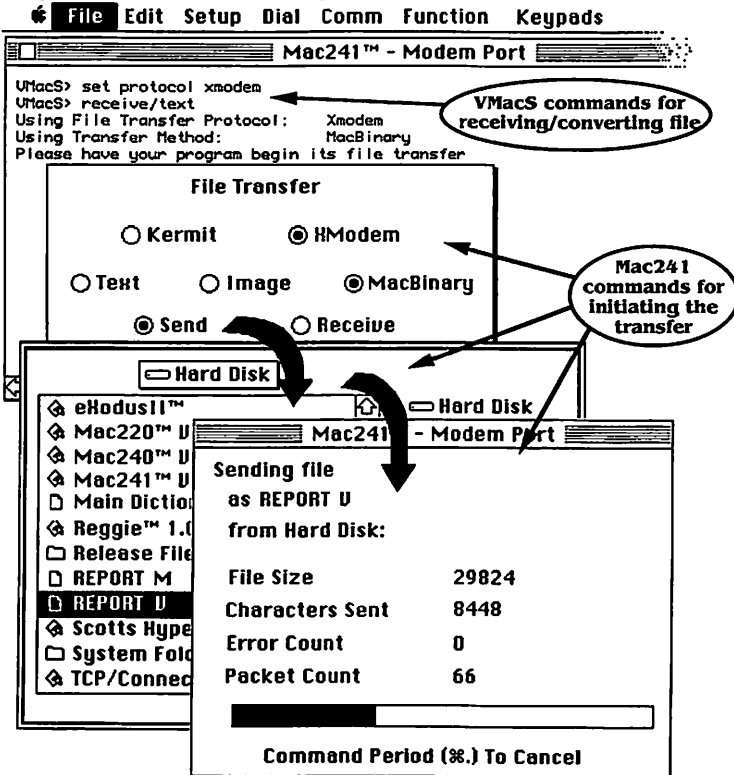 File Edit Setup Dial Comm Function Keypads
Mac241™ - Modem Port
VMacS> set protocol xmodem
VMacS> receive/text
Using File Transfer Protocol: Xmodem
Using Transfer Method: MacBinary
Please have your program begin its file transfer
VMacS commands for
receiving/converting file
File Transfer
Kermit XModem
Text Image MacBinary
Send Receive
Mac241
commands for
initiating the
transfer
Hard Disk
Hard Disk
eXodusII™
Mac220™ V
Mac240™ V
Mac241™ V
Main Dictio
Reggie™ 1.0
Release File
REPORT M
REPORT V
Scotts Hype
System Fold
TCP/Connec
Mac241 - Modem Port
Sending file
as REPORT V
from Hard Disk:
File Size 29824
Characters Sent 8448
Error Count 0
Packet Count 66
Command Period (⌘.) To Cancel